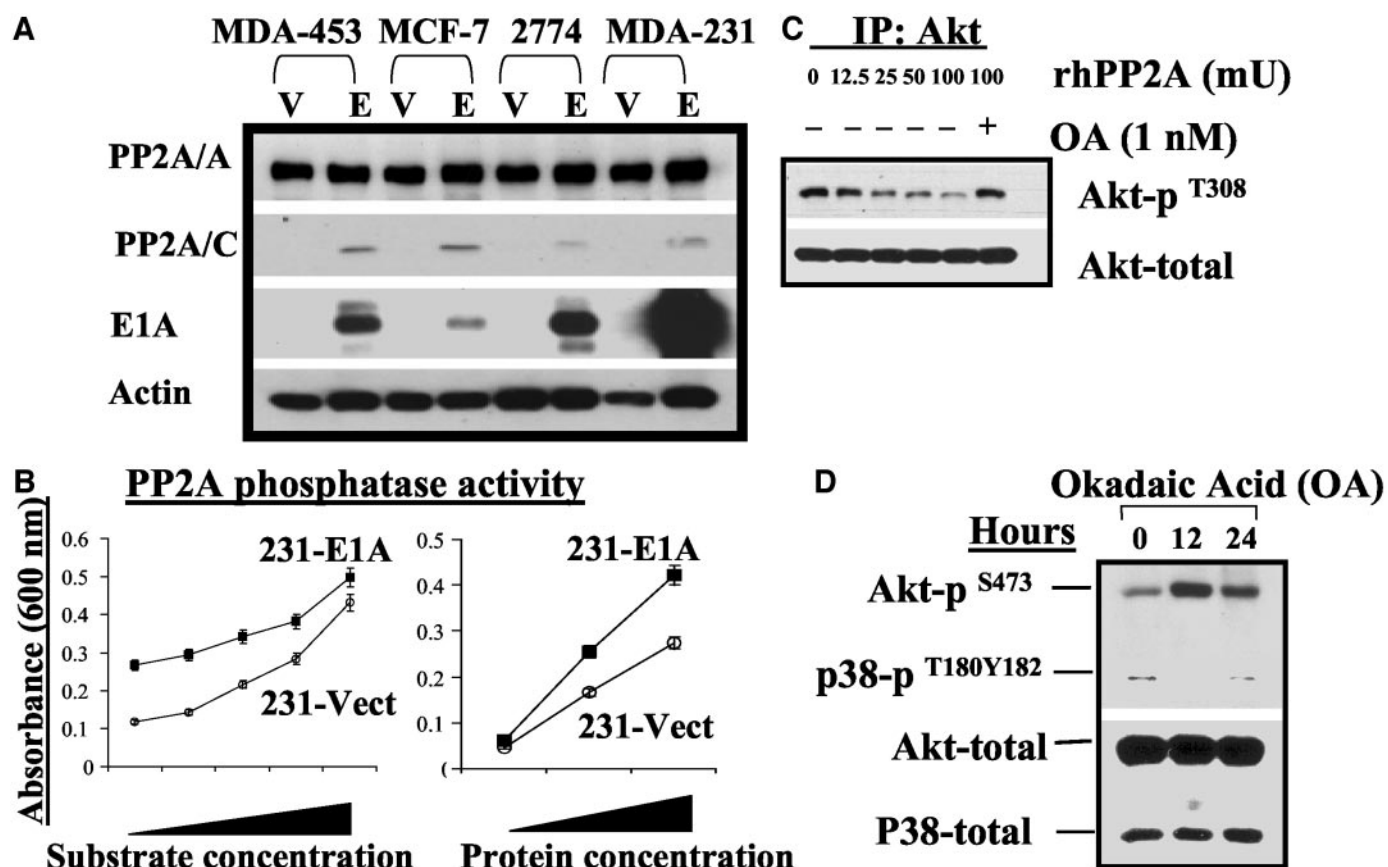 A
MDA-453 MCF-7 2774 MDA-231
V E V E V E V E
PP2A/A
PP2A/C
E1A
Actin
B
PP2A phosphatase activity
Absorbance (600 nm)
0.6
0.5
0.4
0.3
0.2
0.1
0
231-E1A
231-Vect
Substrate concentration
0.5
0.4
0.3
0.2
0.1
(
231-E1A
231-Vect
Protein concentration
C
IP: Akt
0 12.5 25 50 100 100 rhPP2A (mU)
− − − − − + OA (1 nM)
Akt-p T308
Akt-total
D
Okadaic Acid (OA)
Hours 0 12 24
Akt-p S473
p38-p T180Y182
Akt-total
P38-total